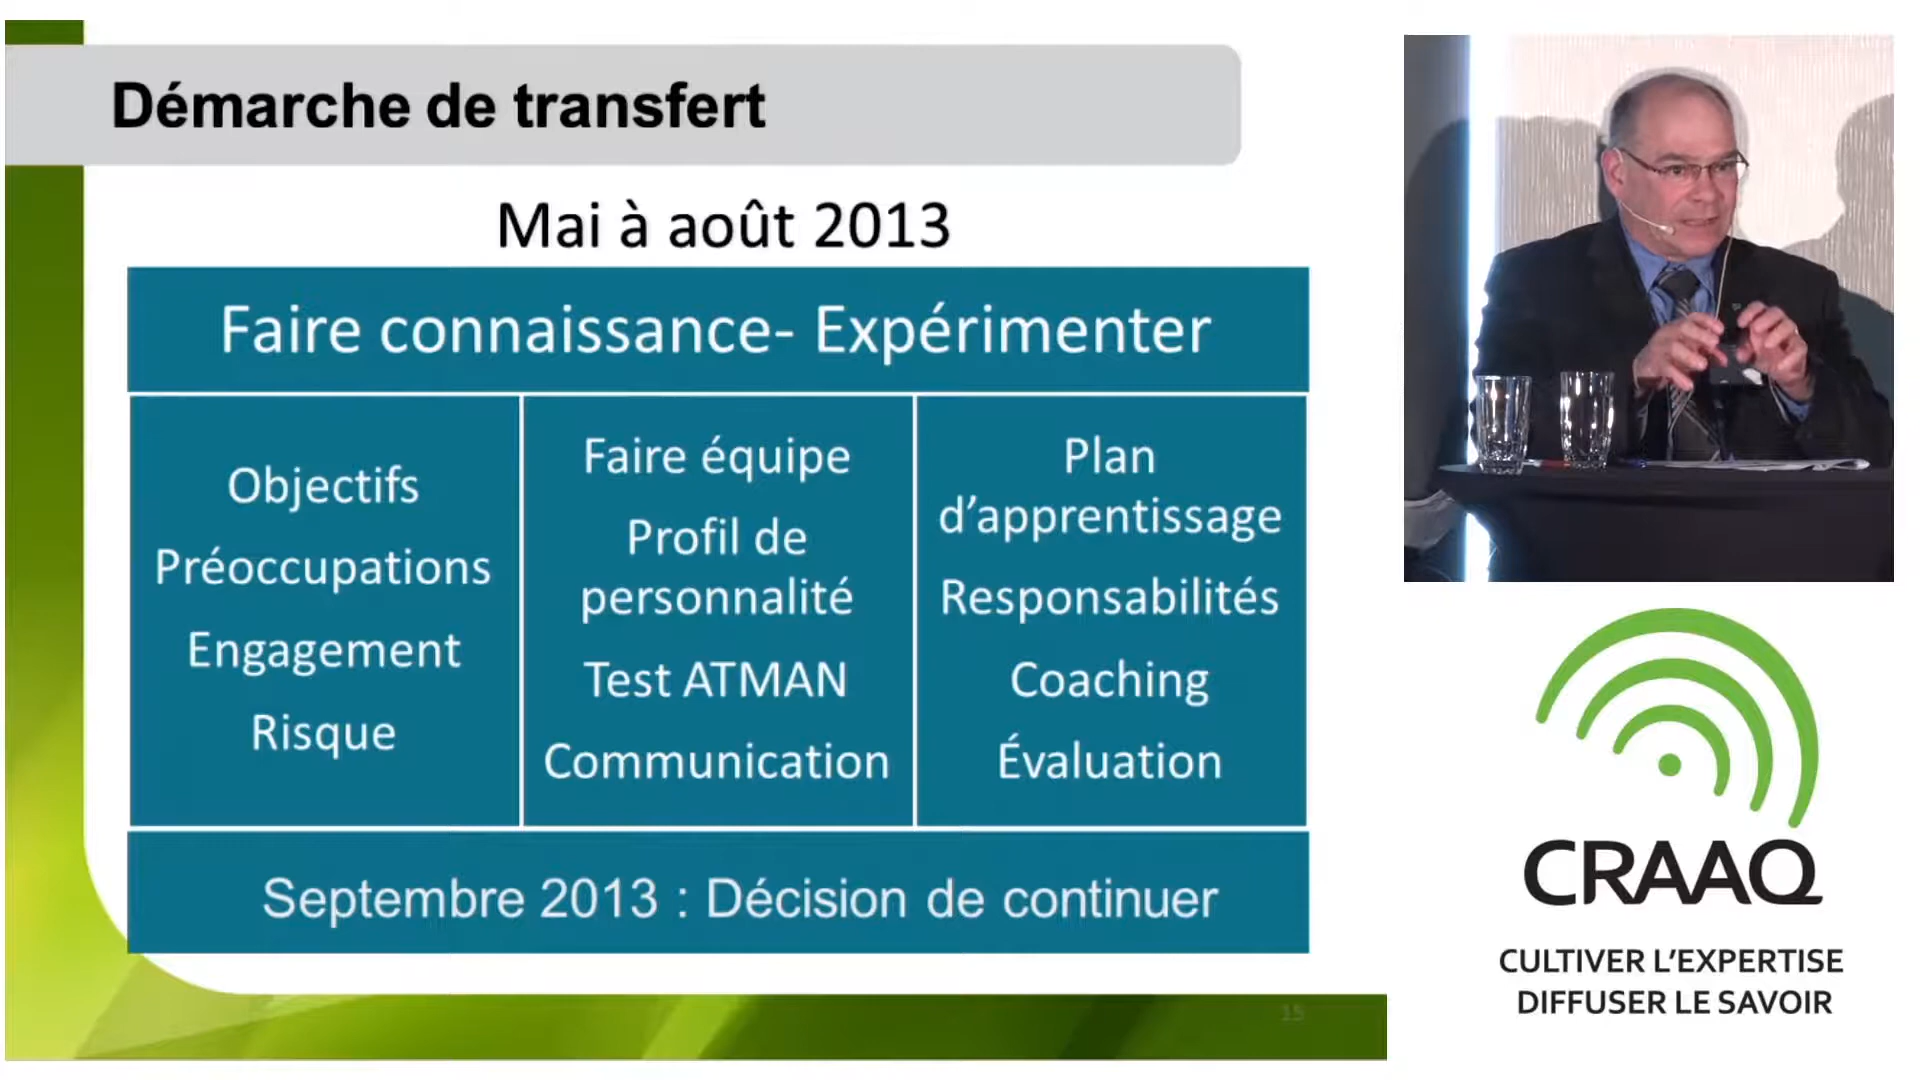 Démarche de transfert
Mai à août 2013
Faire connaissance- Expérimenter
Objectifs
Préoccupations
Engagement
Risque
Faire équipe
Profil de
personnalité
Test ATMAN
Communication
Plan
d’apprentissage
Responsabilités
Coaching
Évaluation
Septembre 2013 : Décision de continuer
15
CRAAQ
CULTIVER L’EXPERTISE
DIFFUSER LE SAVOIR